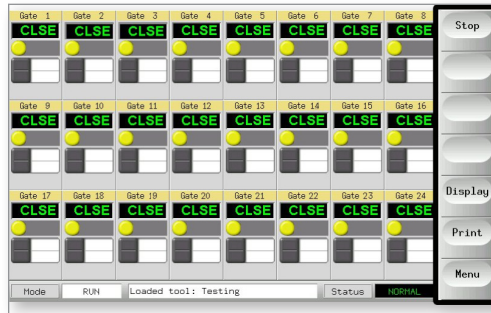 Gate 1 Gate 2 Gate 3 Gate 4 Gate 5 Gate 6 Gate 7 Gate 8
CLSE CLSE CLSE CLSE CLSE CLSE CLSE CLSE
Gate 9 Gate 10 Gate 11 Gate 12 Gate 13 Gate 14 Gate 15 Gate 16
CLSE CLSE CLSE CLSE CLSE CLSE CLSE CLSE
Gate 17 Gate 18 Gate 19 Gate 20 Gate 21 Gate 22 Gate 23 Gate 24
CLSE CLSE CLSE CLSE CLSE CLSE CLSE CLSE
Mode RUN Loaded tool: Testing Status NORMAL
Stop
Display
Print
Menu